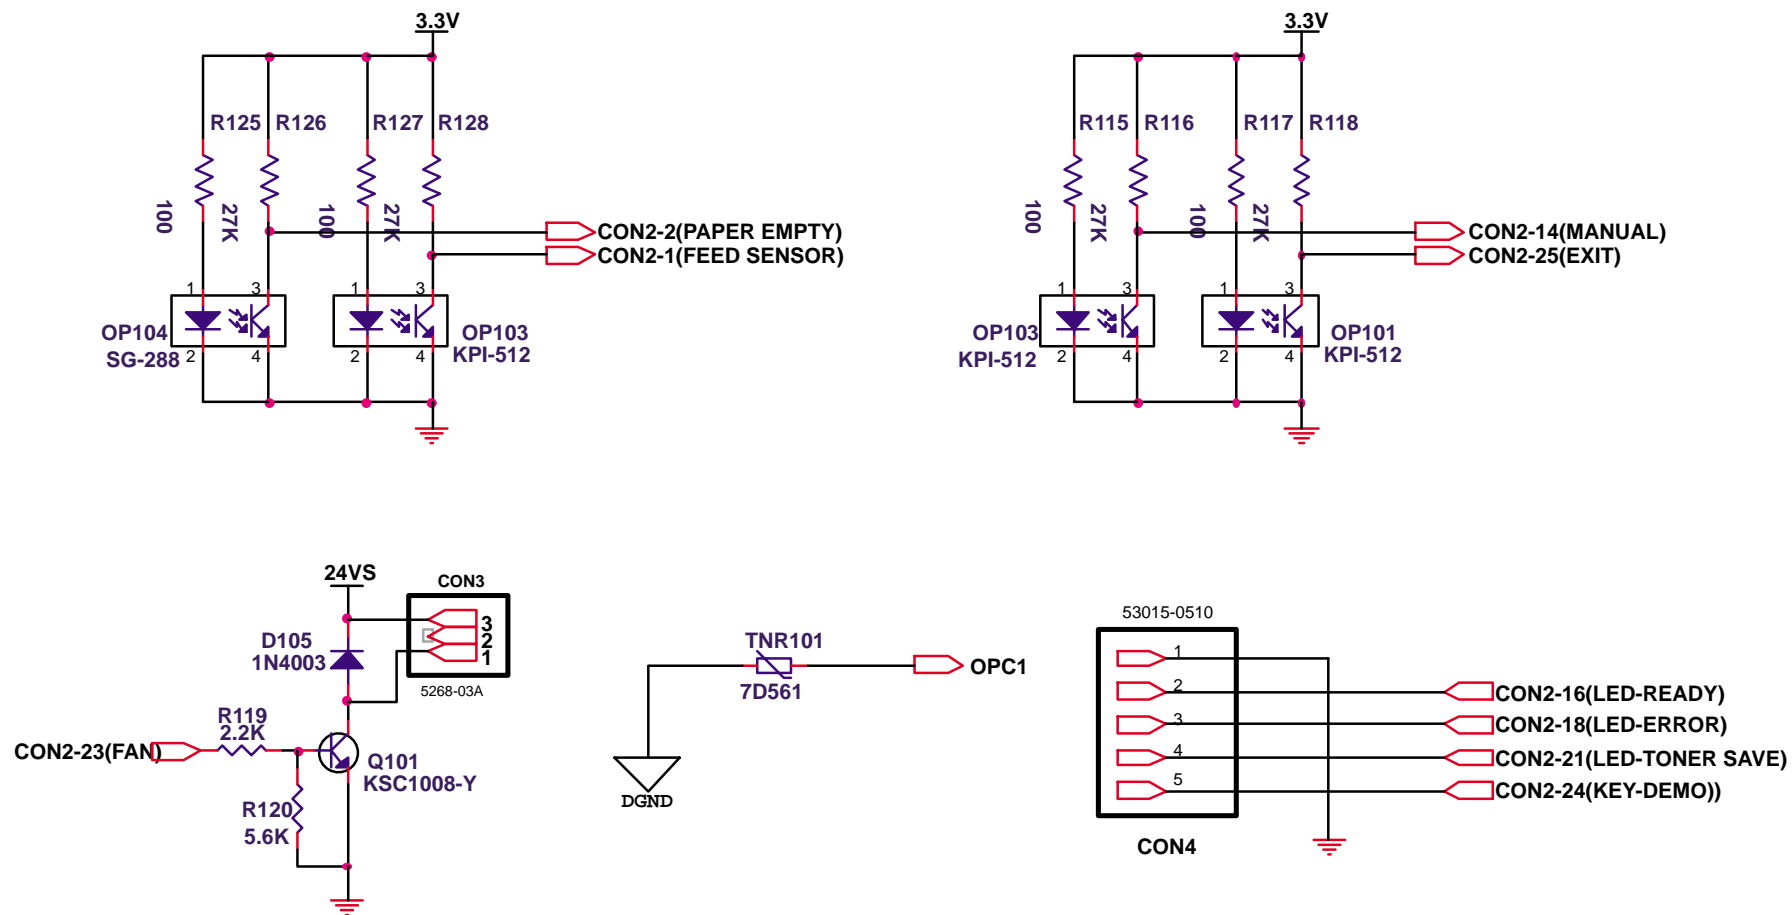 3.3V
R125 R126 R127 R128
100 27K 100 27K
CON2-2(PAPER EMPTY)
CON2-1(FEED SENSOR)
1 3 1 3
OP104
SG-288
2 4 2 4
OP103
KPI-512
3.3V
R115 R116 R117 R118
100 27K 100 27K
CON2-14(MANUAL)
CON2-25(EXIT)
1 3 1 3
OP103
KPI-512
2 4 2 4
OP101
KPI-512
24VS
CON3
3
2
1
5268-03A
D105
1N4003
R119
2.2K
CON2-23(FAN)
Q101
KSC1008-Y
R120
5.6K
TNR101
7D561
OPC1
DGND
53015-0510
1
2
CON2-16(LED-READY)
3
CON2-18(LED-ERROR)
4
CON2-21(LED-TONER SAVE)
5
CON2-24(KEY-DEMO))
CON4